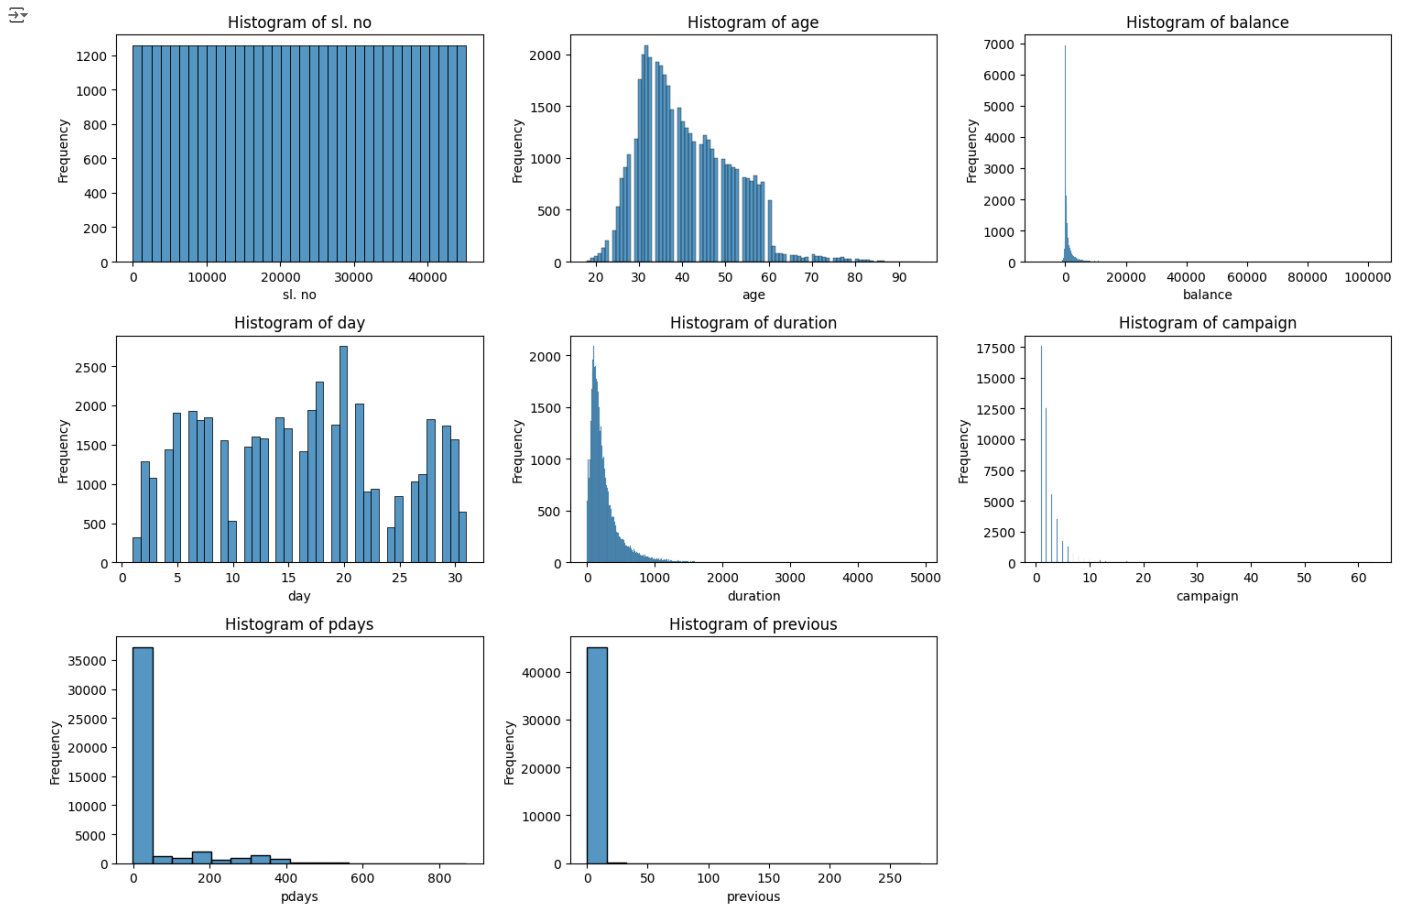 Histogram of sl. no
Frequency
1200
1000
800
600
400
200
0
0 10000 20000 30000 40000
sl. no
Histogram of age
Frequency
2000
1500
1000
500
0
20 30 40 50 60 70 80 90
age
Histogram of balance
Frequency
7000
6000
5000
4000
3000
2000
1000
0
0 20000 40000 60000 80000 100000
balance
Histogram of day
Frequency
2500
2000
1500
1000
500
0
0 5 10 15 20 25 30
day
Histogram of duration
Frequency
2000
1500
1000
500
0
0 1000 2000 3000 4000 5000
duration
Histogram of campaign
Frequency
17500
15000
12500
10000
7500
5000
2500
0
0 10 20 30 40 50 60
campaign
Histogram of pdays
Frequency
35000
30000
25000
20000
15000
10000
5000
0
0 200 400 600 800
pdays
Histogram of previous
Frequency
40000
30000
20000
10000
0
0 50 100 150 200 250
previous